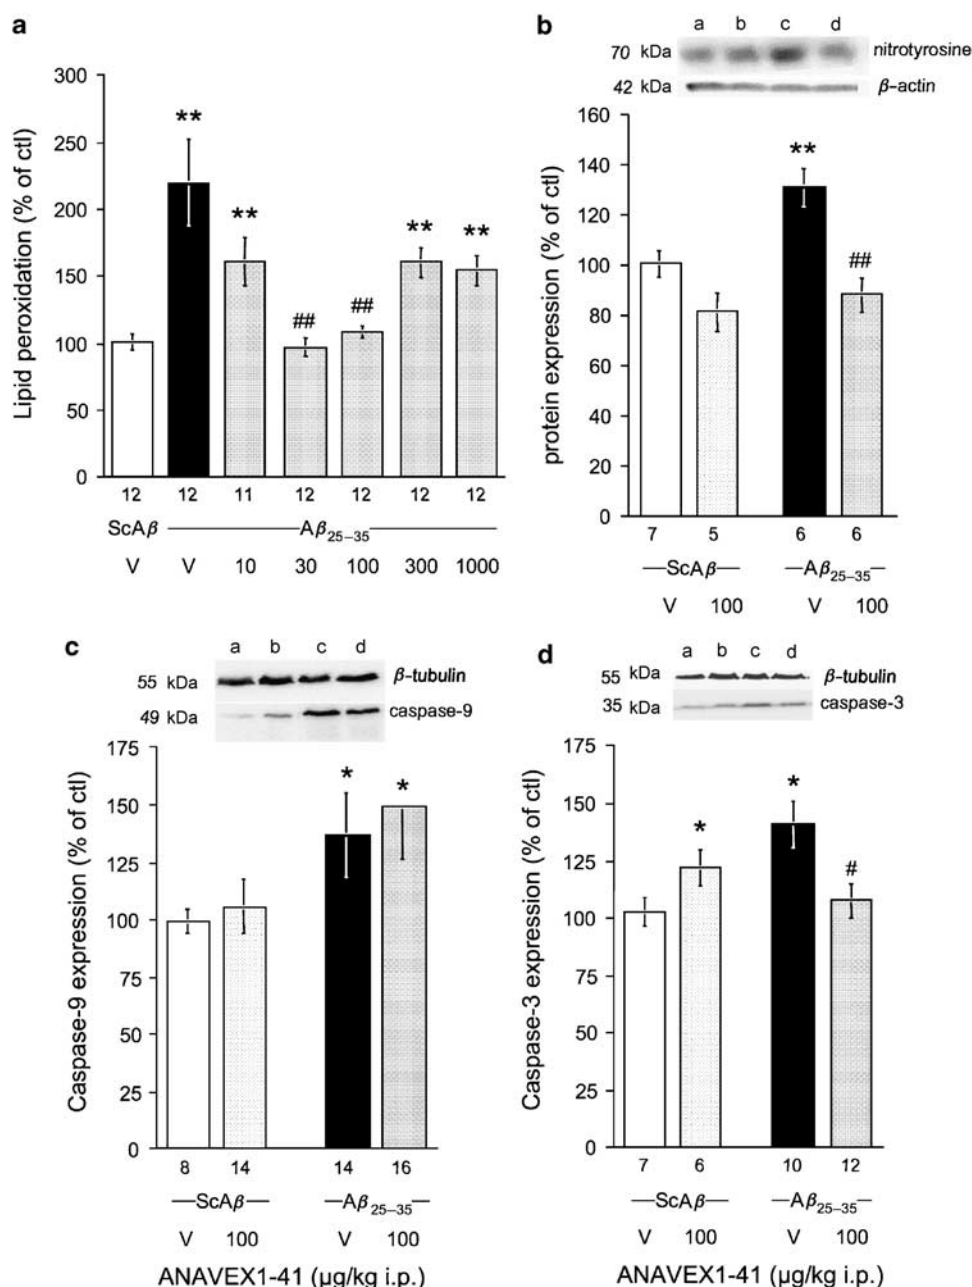 a
300
250
200
150
100
50
0
Lipid peroxidation (% of ctl)
**
**
##
##
**
**
12 12 11 12 12 12 12
ScAβ Aβ25–35
V V 10 30 100 300 1000
b
a b c d
70 kDa nitrotyrosine
42 kDa β-actin
160
140
120
100
80
60
40
20
0
protein expression (% of ctl)
**
##
7 5 6 6
ScAβ Aβ25–35
V 100 V 100
c
a b c d
55 kDa β-tubulin
49 kDa caspase-9
175
150
125
100
75
50
25
0
Caspase-9 expression (% of ctl)
*
*
8 14 14 16
ScAβ Aβ25–35
V 100 V 100
ANAVEX1-41 (μg/kg i.p.)
d
a b c d
55 kDa β-tubulin
35 kDa caspase-3
175
150
125
100
75
50
25
0
Caspase-3 expression (% of ctl)
*
*
#
7 6 10 12
ScAβ Aβ25–35
V 100 V 100
ANAVEX1-41 (μg/kg i.p.)